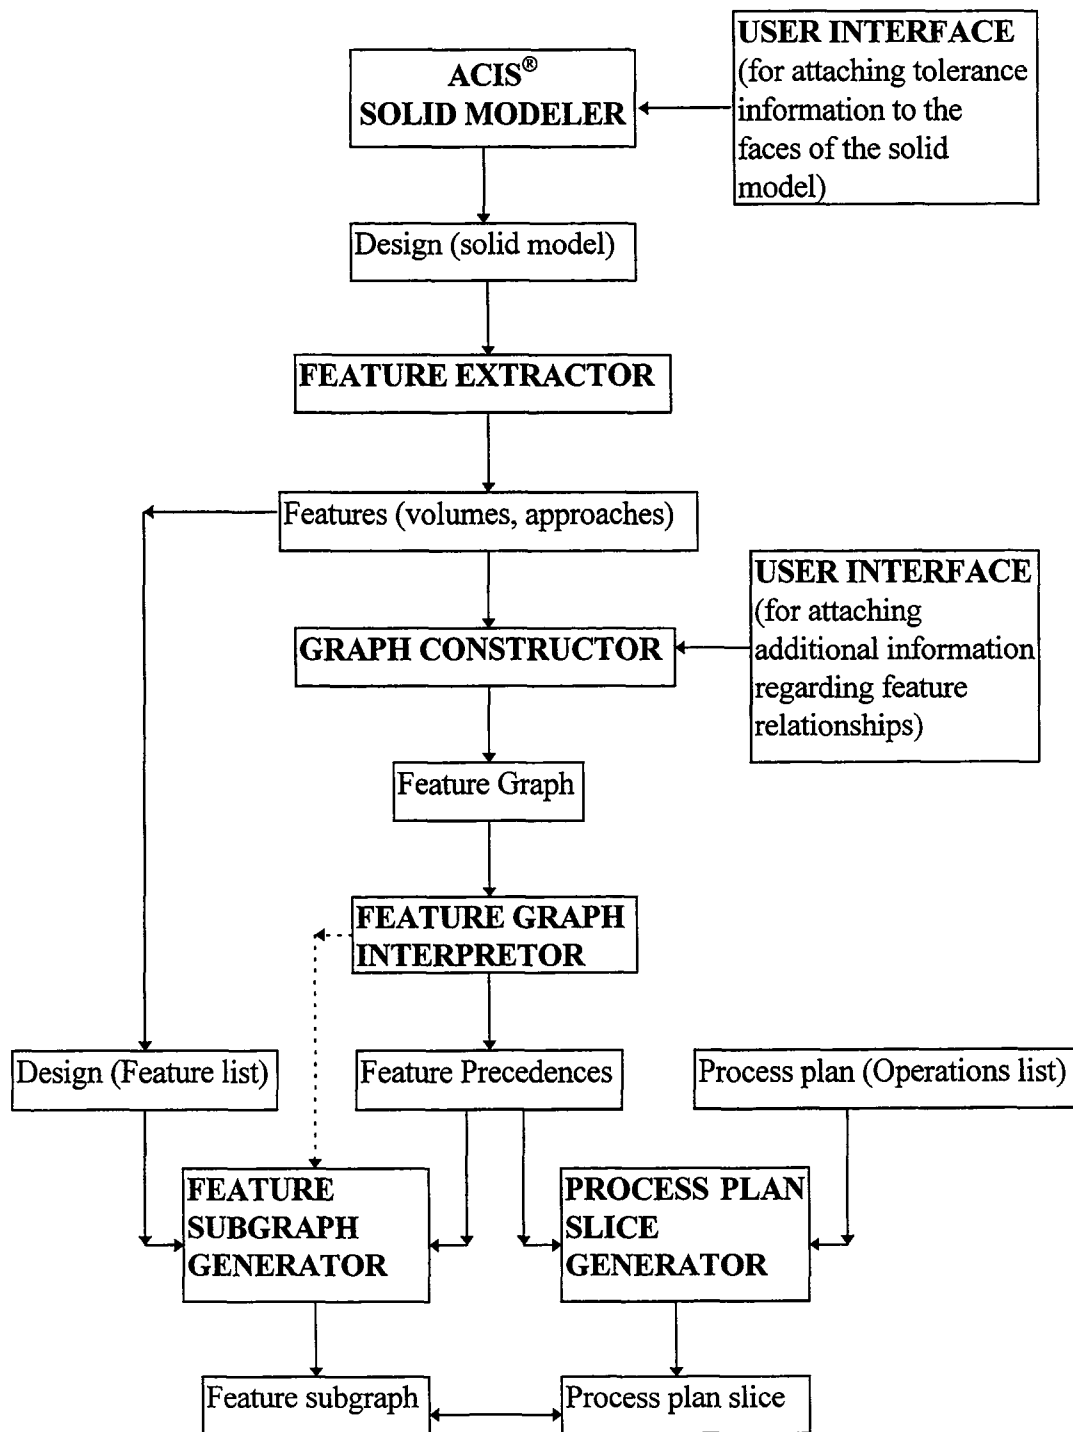 ACIS®
SOLID MODELER
USER INTERFACE
(for attaching tolerance
information to the
faces of the solid
model)
Design (solid model)
FEATURE EXTRACTOR
Features (volumes, approaches)
USER INTERFACE
(for attaching
additional information
regarding feature
relationships)
GRAPH CONSTRUCTOR
Feature Graph
FEATURE GRAPH
INTERPRETOR
Design (Feature list)
Feature Precedences
Process plan (Operations list)
FEATURE
SUBGRAPH
GENERATOR
PROCESS PLAN
SLICE
GENERATOR
Feature subgraph
Process plan slice